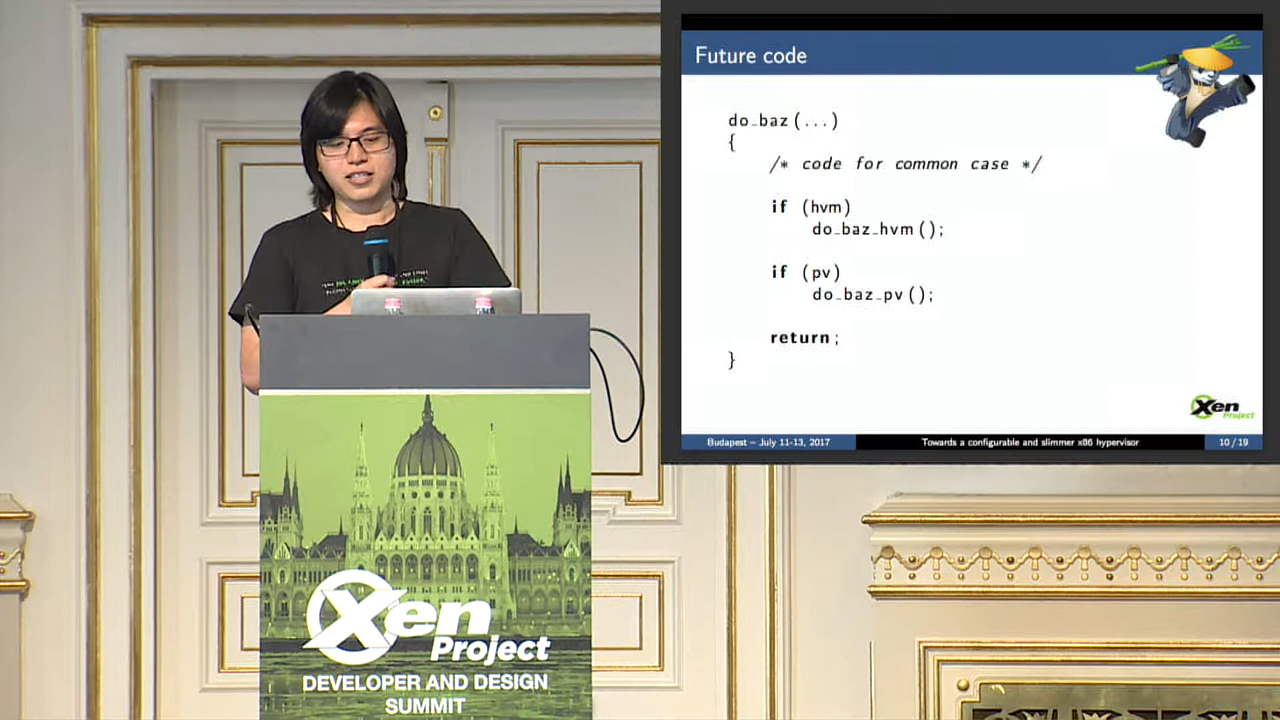 Future code
do_baz(...)
{
/* code for common case */
if (hvm)
do_baz_hvm();
if (pv)
do_baz_pv();
return;
}
Xen
Project
Budapest – July 11-13, 2017 Towards a configurable and slimmer x86 hypervisor 10 / 19
Xen
Project
DEVELOPER AND DESIGN
SUMMIT